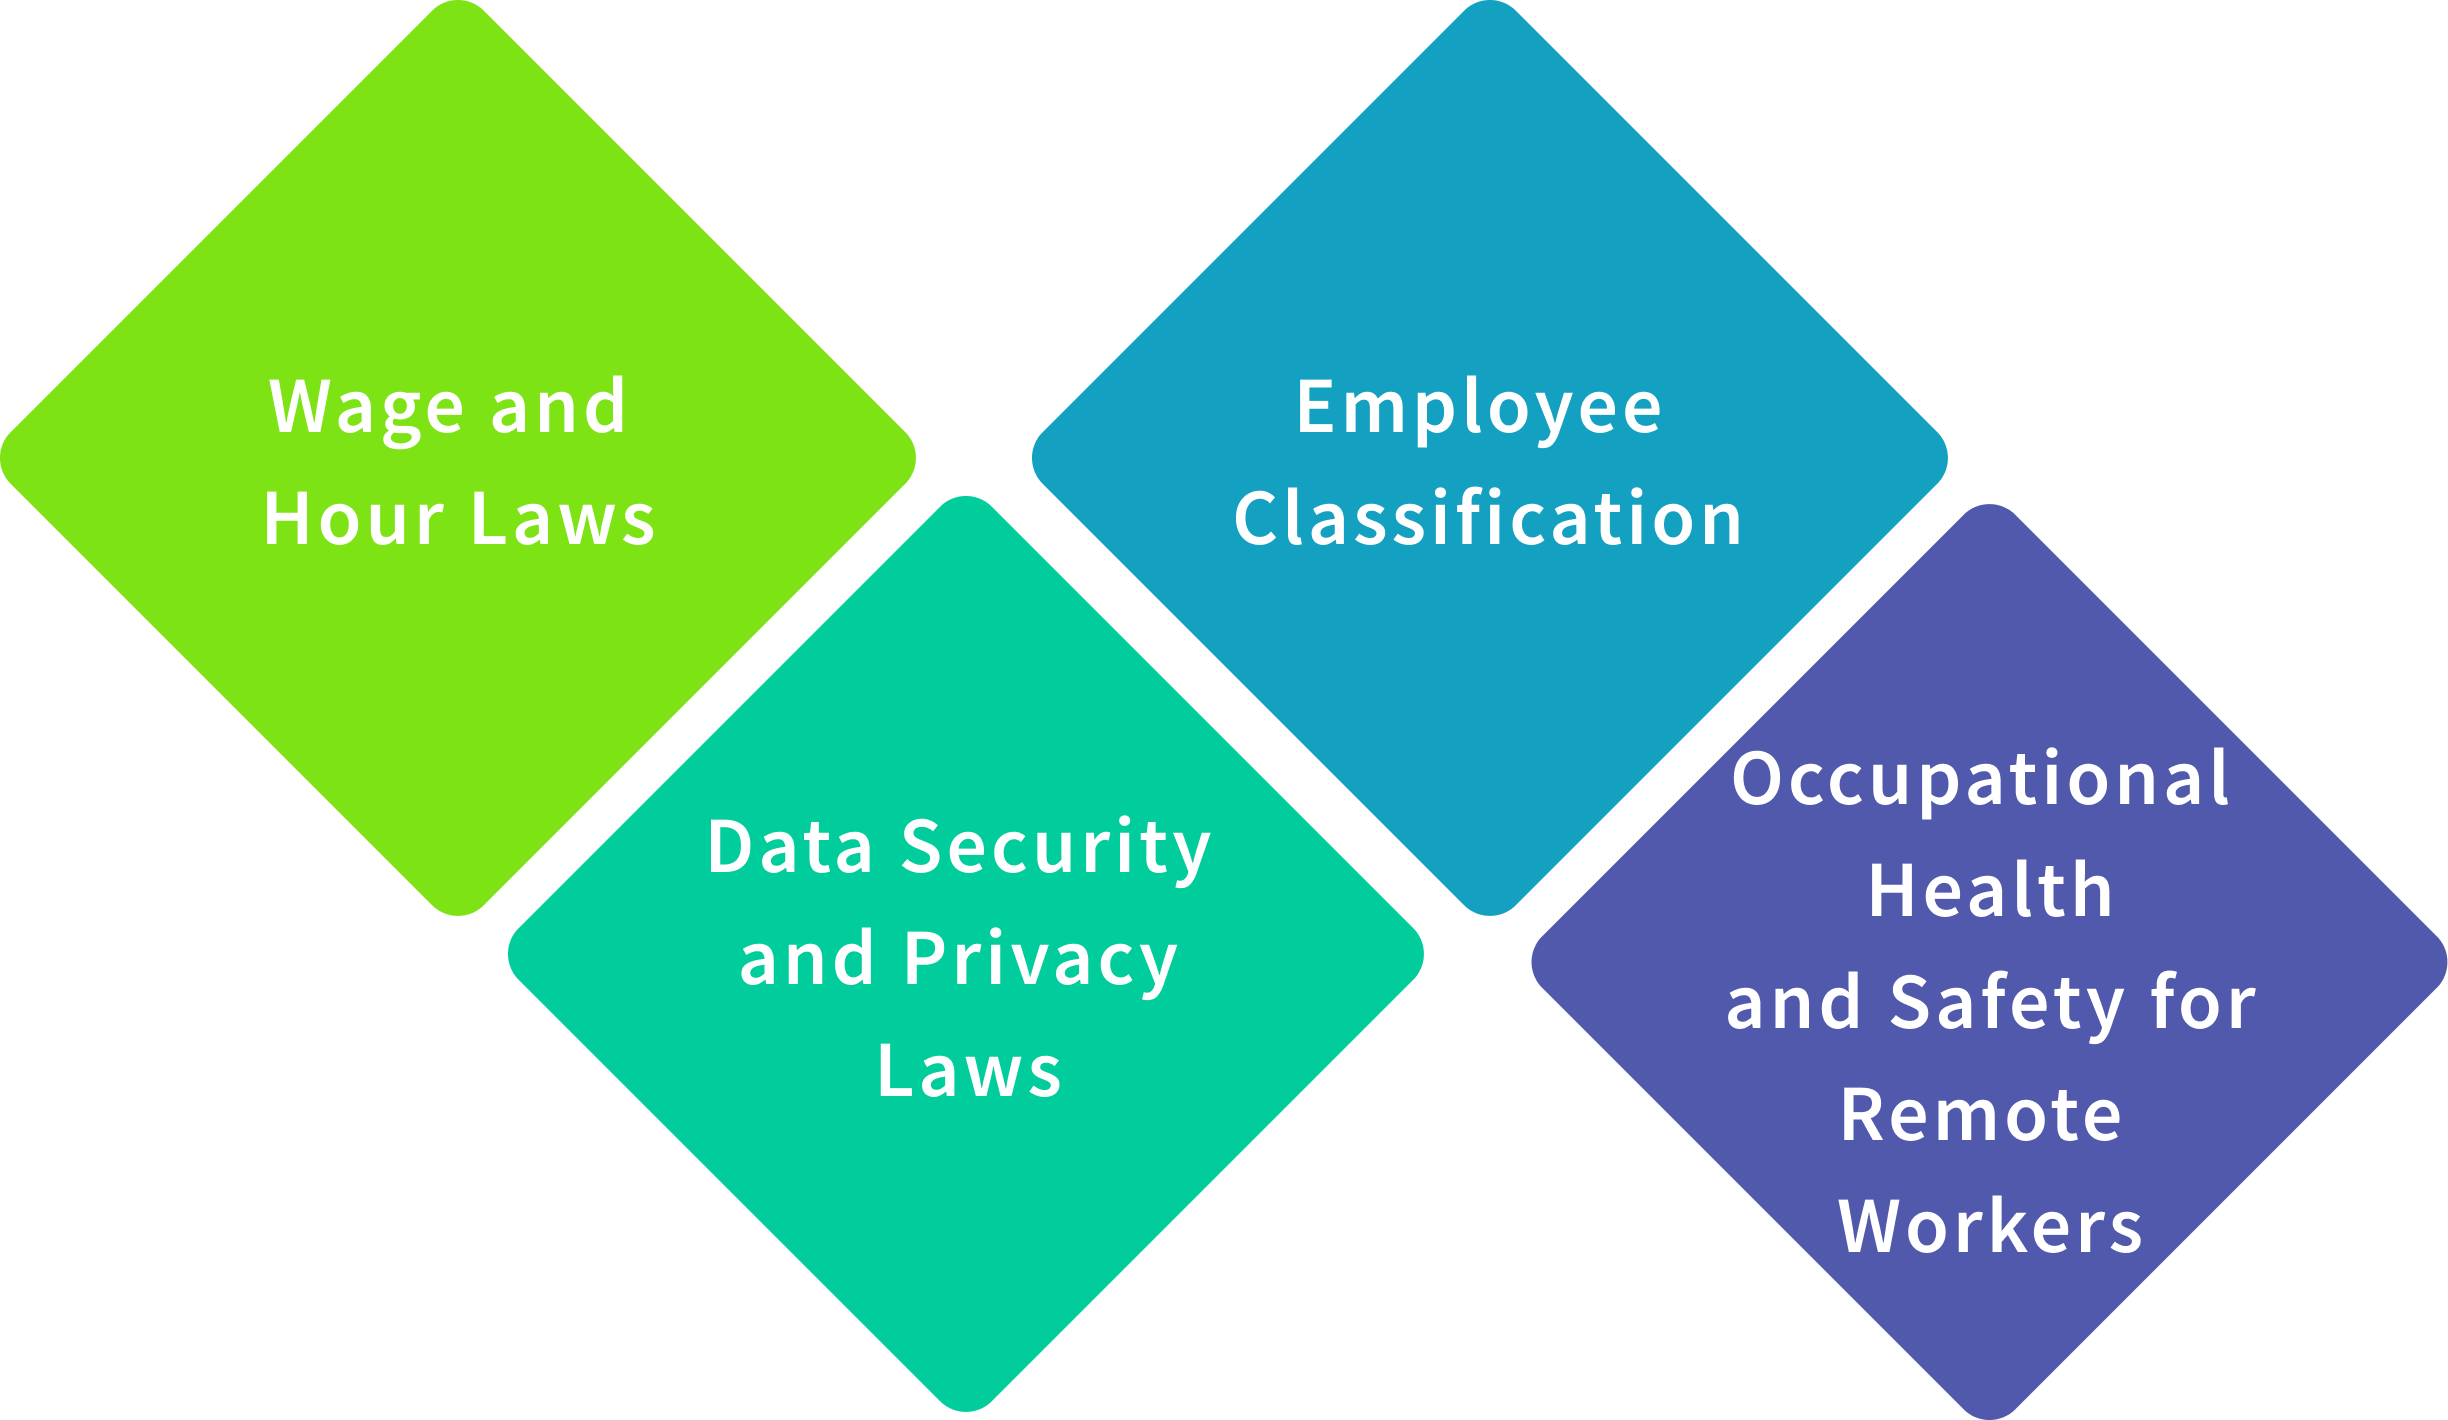 Wage and
Hour Laws
Data Security
and Privacy
Laws
Employee
Classification
Occupational
Health
and Safety for
Remote
Workers